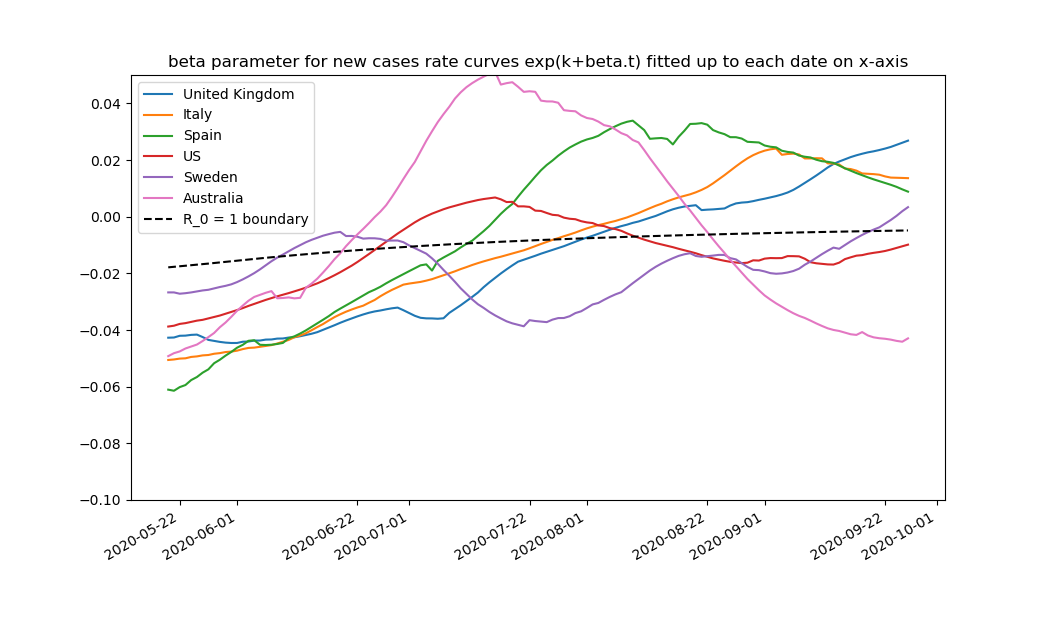 beta parameter for new cases rate curves exp(k+beta.t) fitted up to each date on x-axis
United Kingdom
Italy
Spain
US
Sweden
Australia
R_0 = 1 boundary
0.04
0.02
0.00
−0.02
−0.04
−0.06
−0.08
−0.10
2020-05-22
2020-06-01
2020-06-22
2020-07-01
2020-07-22
2020-08-01
2020-08-22
2020-09-01
2020-09-22
2020-10-01